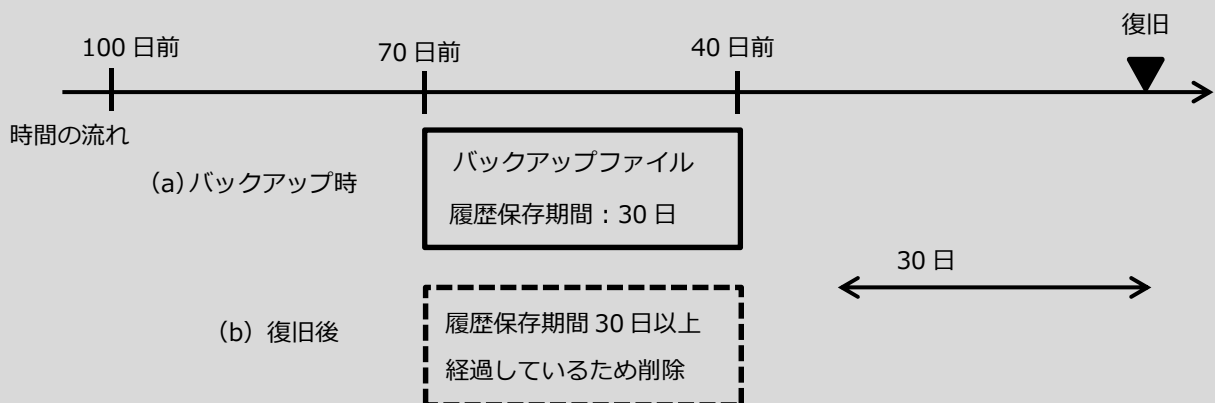 復旧
100 日前
70 日前
40 日前
時間の流れ
(a)バックアップ時
バックアップファイル
履歴保存期間：30 日
30 日
(b) 復旧後
履歴保存期間 30 日以上
経過しているため削除